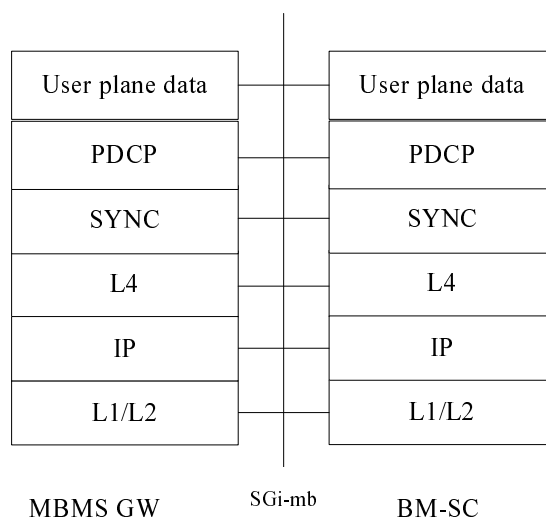 User plane data
User plane data
PDCP
PDCP
SYNC
SYNC
L4
L4
IP
IP
L1/L2
L1/L2
MBMS GW
SGi-mb
BM-SC